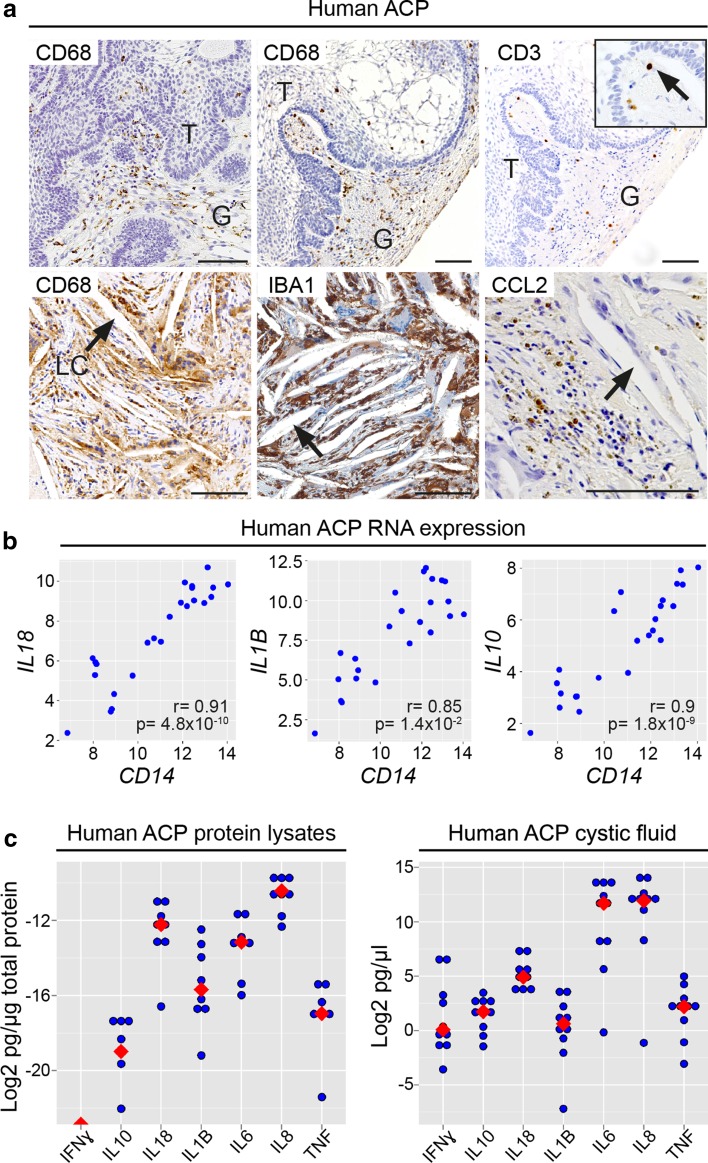 a
Human ACP
CD68
T
G
CD68
T
G
CD3
T
G
CD68
LC
IBA1
CCL2
b
Human ACP RNA expression
IL18
10
8
6
4
2
8
10
12
14
r= 0.91
p= 4.8x10⁻¹⁰
CD14
IL1B
12.5
10.0
7.5
5.0
2.5
8
10
12
14
r= 0.85
p= 1.4x10⁻²
CD14
IL10
8
6
4
2
8
10
12
14
r= 0.9
p= 1.8x10⁻⁹
CD14
c
Human ACP protein lysates
Log2 pg/µg total protein
-12
-16
-20
IFNɣ
IL10
IL18
IL1B
IL6
IL8
TNF
Human ACP cystic fluid
Log2 pg/µl
15
10
5
0
-5
IFNɣ
IL10
IL18
IL1B
IL6
IL8
TNF